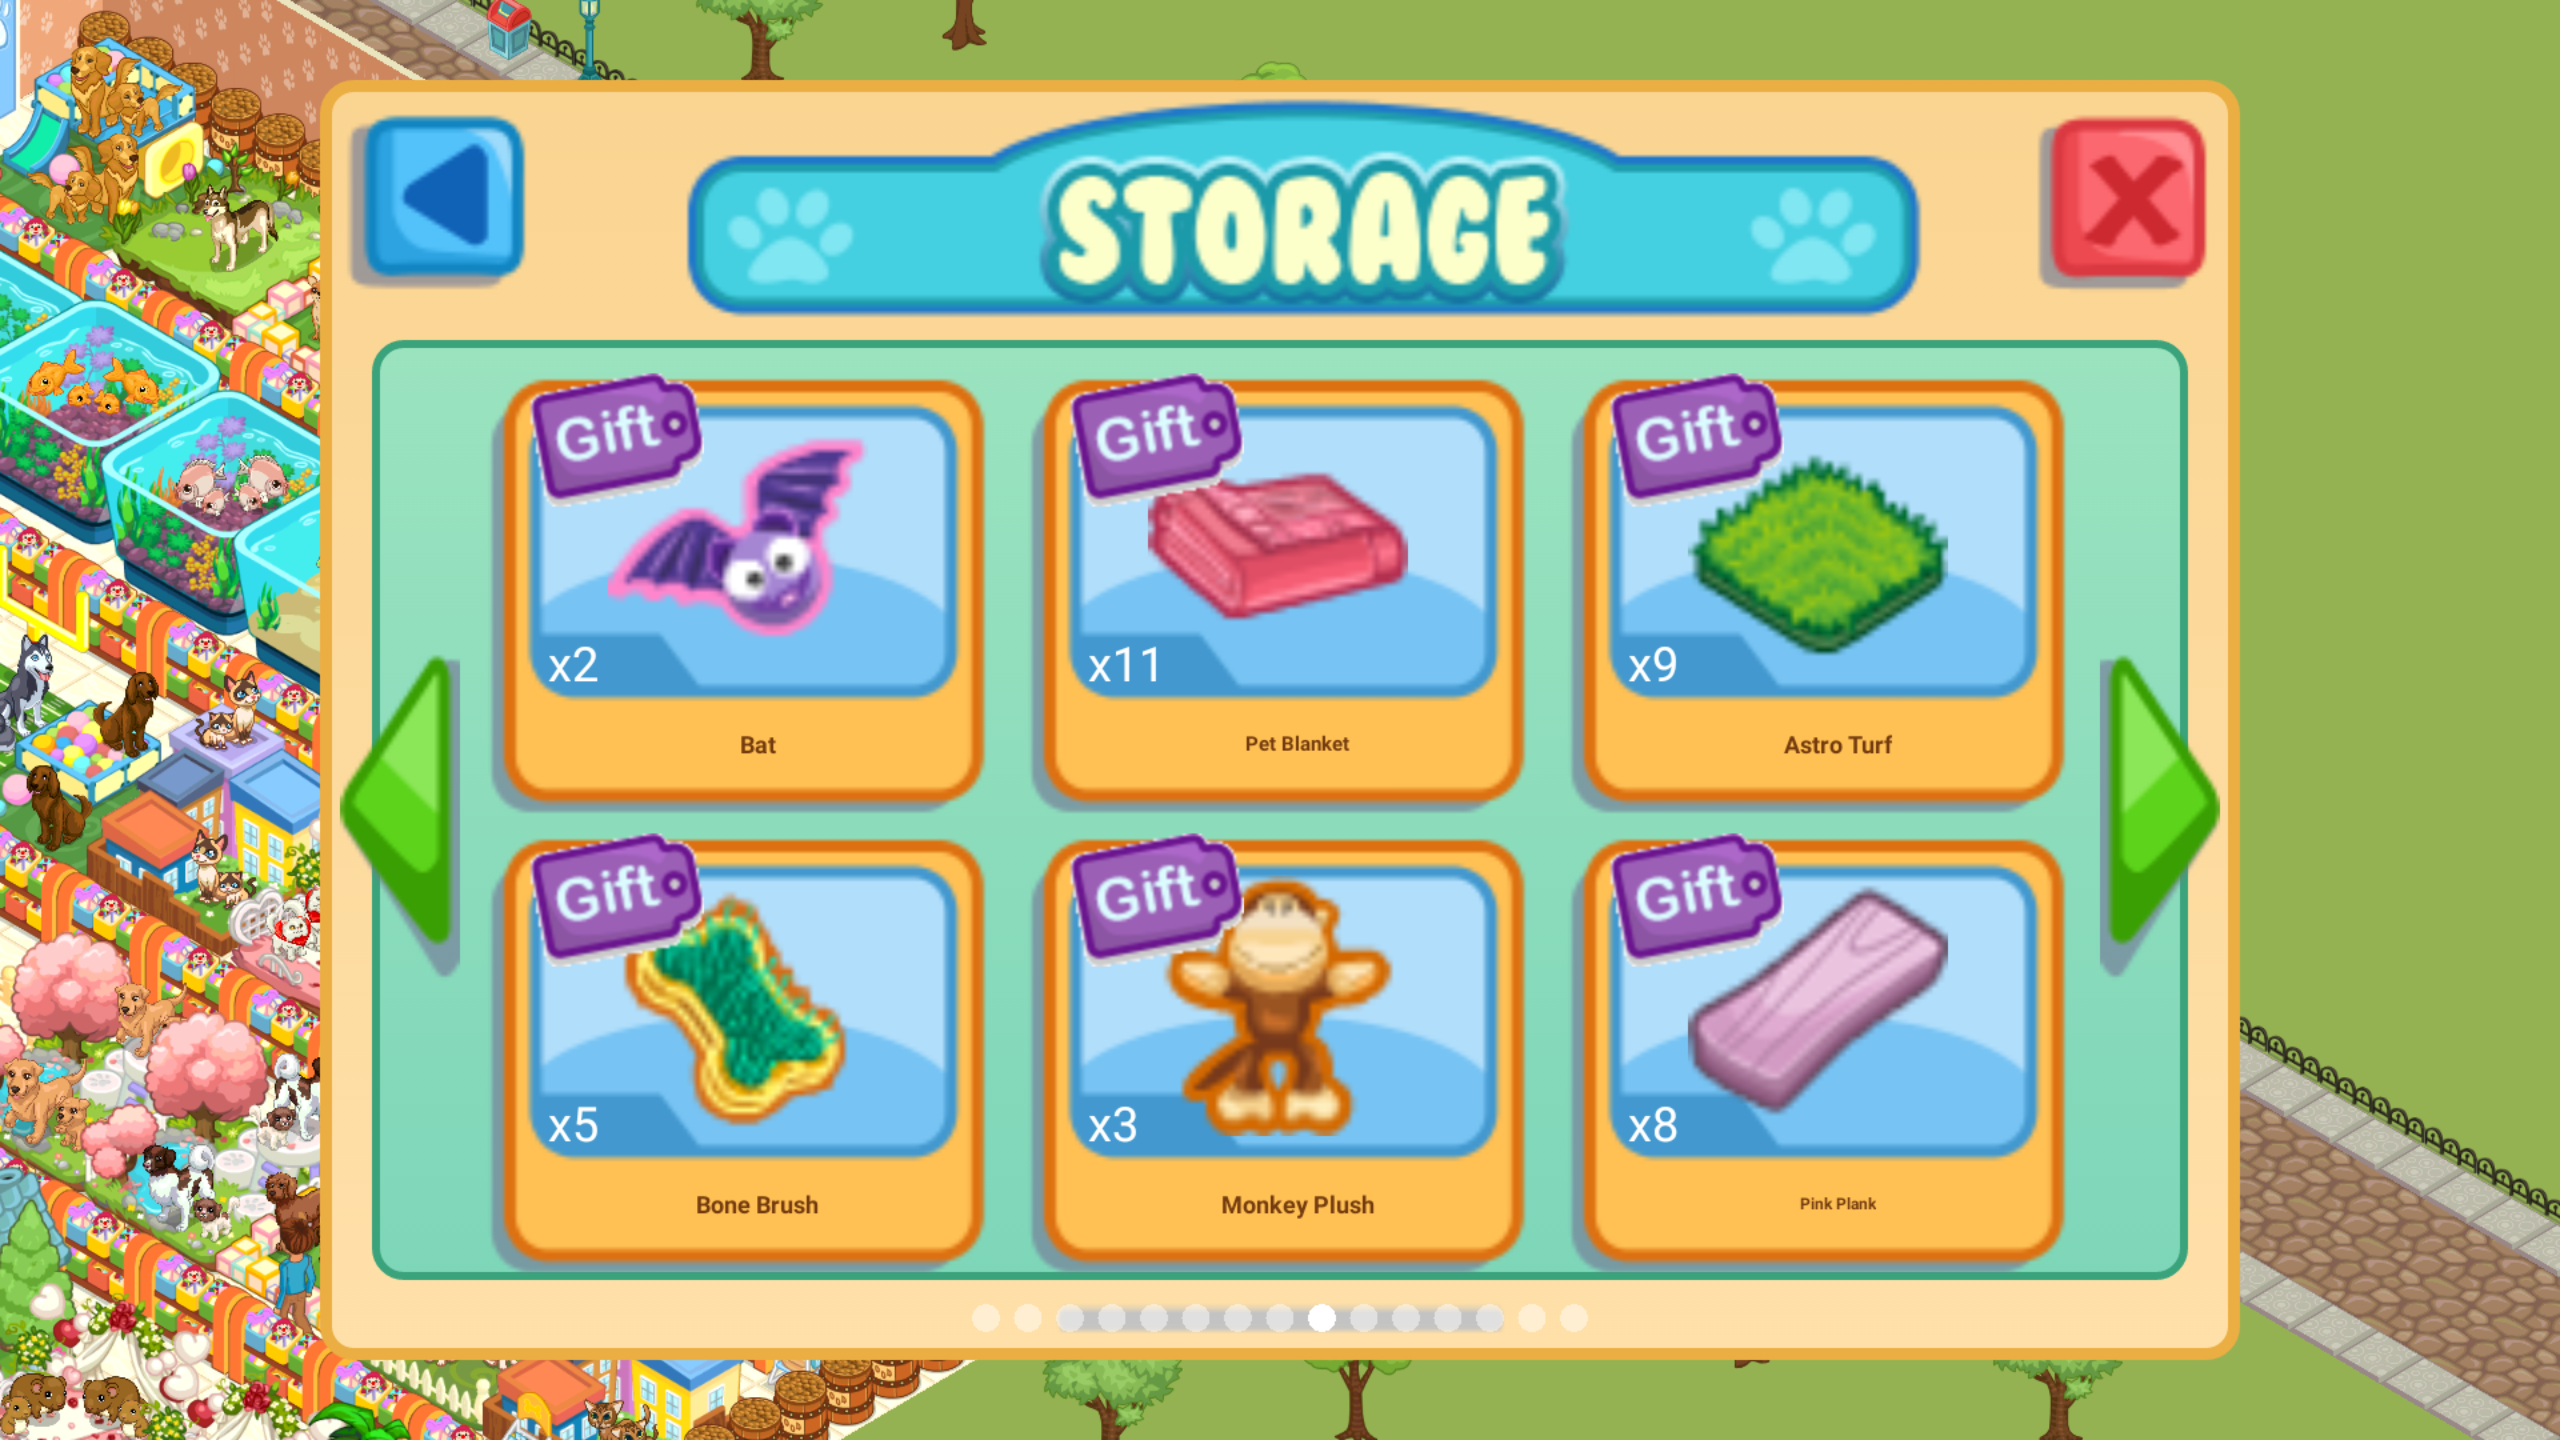 STORAGE
Gift
x2
Bat
Gift
x11
Pet Blanket
Gift
x9
Astro Turf
Gift
x5
Bone Brush
Gift
x3
Monkey Plush
Gift
x8
Pink Plank